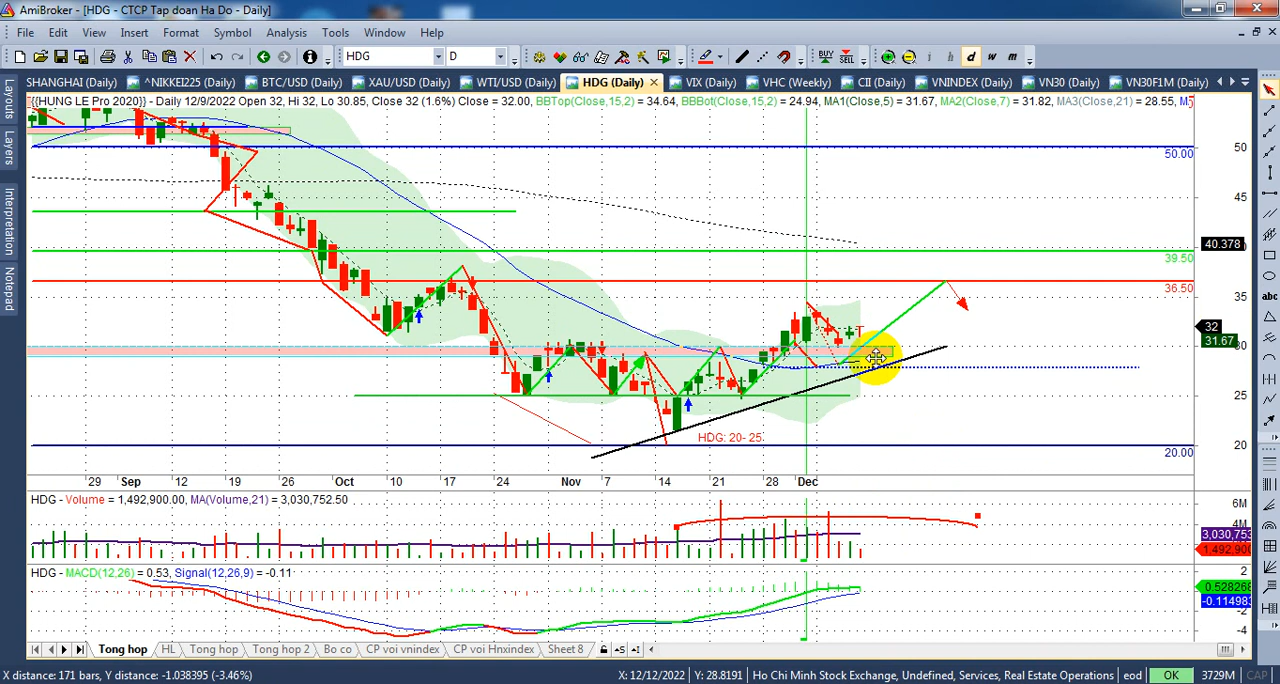 AmiBroker - [HDG - CTCP Tap doan Ha Do - Daily]
File Edit View Insert Format Symbol Analysis Tools Window Help
HDG D BUY SELL i h d w m
SHANGHAI (Daily) ^NIKKEI225 (Daily) BTC/USD (Daily) XAU/USD (Daily) WTI/USD (Daily) HDG (Daily) VIX (Daily) VHC (Weekly) CII (Daily) VNINDEX (Daily) VN30 (Daily) VN30F1M (Daily)
Layouts
Layers
Interpretation
Notepad
abc
{{HUNG LE Pro 2020}} - Daily 12/9/2022 Open 32, Hi 32, Lo 30.85, Close 32 (1.6%) Close = 32.00, BBTop(Close,15,2) = 34.64, BBBot(Close,15,2) = 24.94, MA1(Close,5) = 31.67, MA2(Close,7) = 31.82, MA3(Close,21) = 28.55,
50
50.00
45
40.378
39.50
36.50
35
32
31.67
30
25
HDG: 20- 25
20
20.00
29 Sep 12 19 26 Oct 10 17 24 Nov 7 14 21 28 Dec
HDG - Volume = 1,492,900.00, MA(Volume,21) = 3,030,752.50
6M
4M
3,030,753
1,492,900
HDG - MACD(12,26) = 0.53, Signal(12,26,9) = -0.11
2
0.528268
-0.114983
-2
-4
Tong hop HL Tong hop Tong hop 2 Bo co CP voi vnindex CP voi Hnxindex Sheet 8
X distance: 171 bars, Y distance: -1.038395 (-3.46%) X: 12/12/2022 Y: 28.8191 Ho Chi Minh Stock Exchange, Undefined, Services, Real Estate Operations eod OK 3729M CAP